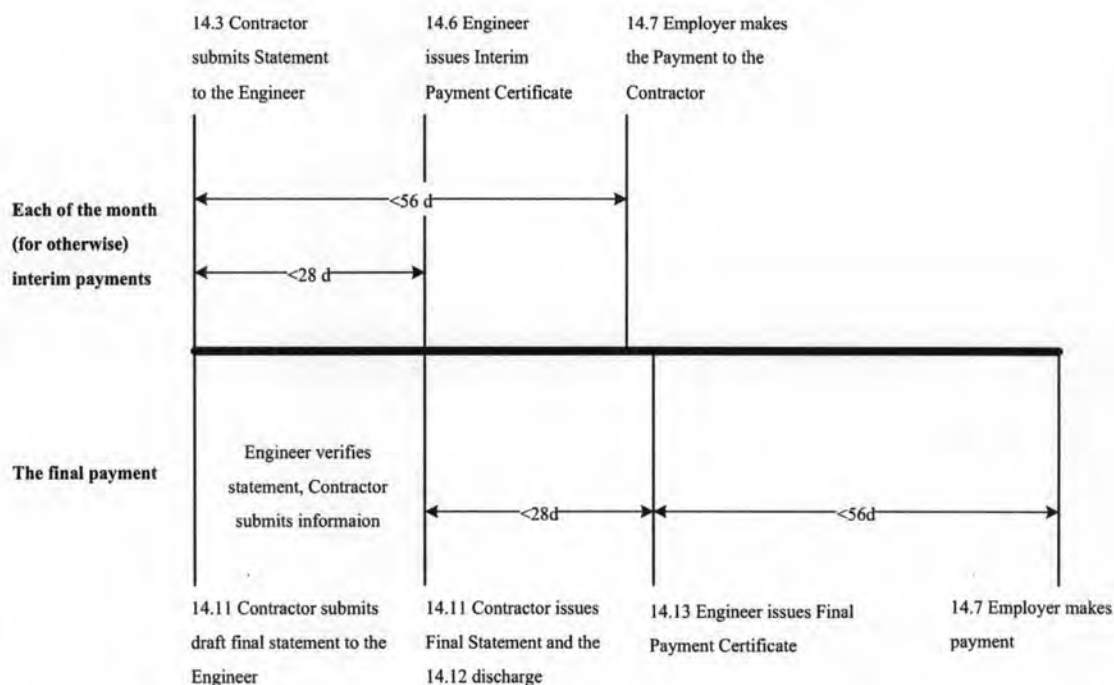 14.3 Contractor
submits Statement
to the Engineer
14.6 Engineer
issues Interim
Payment Certificate
14.7 Employer makes
the Payment to the
Contractor
<56 d
Each of the month
(for otherwise)
interim payments
<28 d
The final payment
Engineer verifies
statement, Contractor
submits informaion
<28d
<56d
14.11 Contractor submits
draft final statement to the
Engineer
14.11 Contractor issues
Final Statement and the
14.12 discharge
14.13 Engineer issues Final
Payment Certificate
14.7 Employer makes
payment